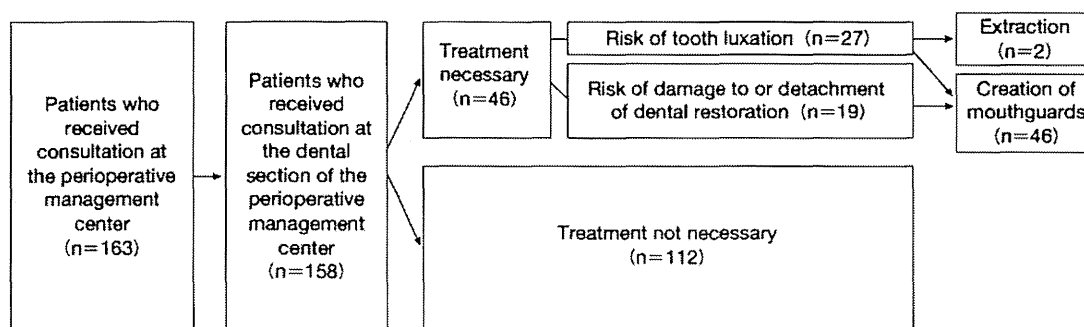 Patients who
received
consultation at
the perioperative
management
center
(n=163)
Patients who
received
consultation at
the dental
section of the
perioperative
management
center
(n=158)
Treatment
necessary
(n=46)
Risk of tooth luxation (n=27)
Risk of damage to or detachment
of dental restoration (n=19)
Extraction
(n=2)
Creation of
mouthguards
(n=46)
Treatment not necessary
(n=112)